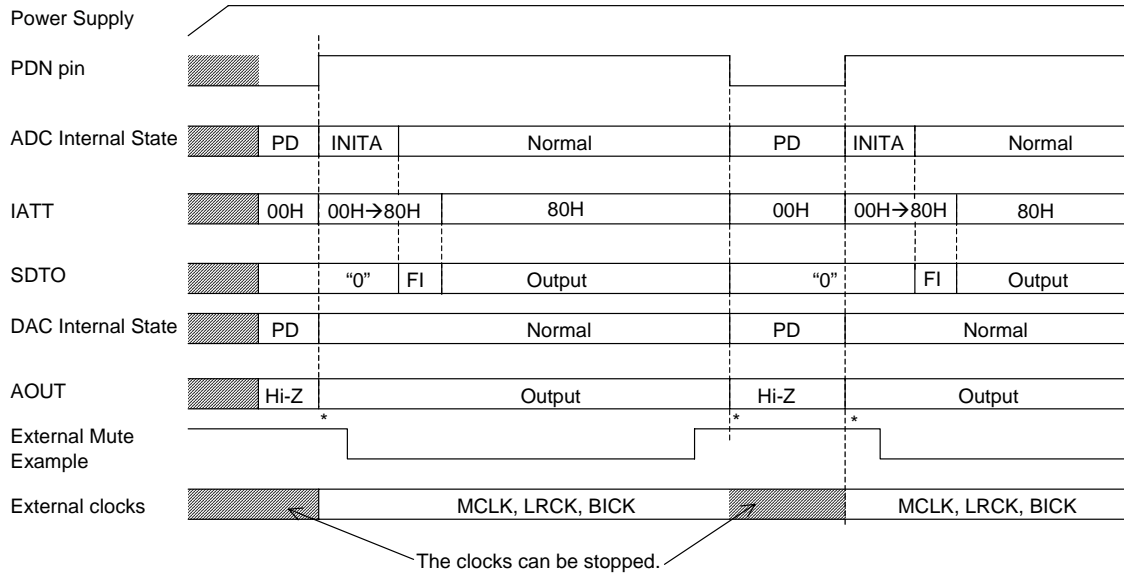 Power Supply
PDN pin
ADC Internal State PD INITA Normal PD INITA Normal
IATT 00H 00H→80H 80H 00H 00H→80H 80H
SDTO “0” FI Output “0” FI Output
DAC Internal State PD Normal PD Normal
AOUT Hi-Z Output Hi-Z Output
* * *
External Mute
Example
External clocks MCLK, LRCK, BICK MCLK, LRCK, BICK
The clocks can be stopped.